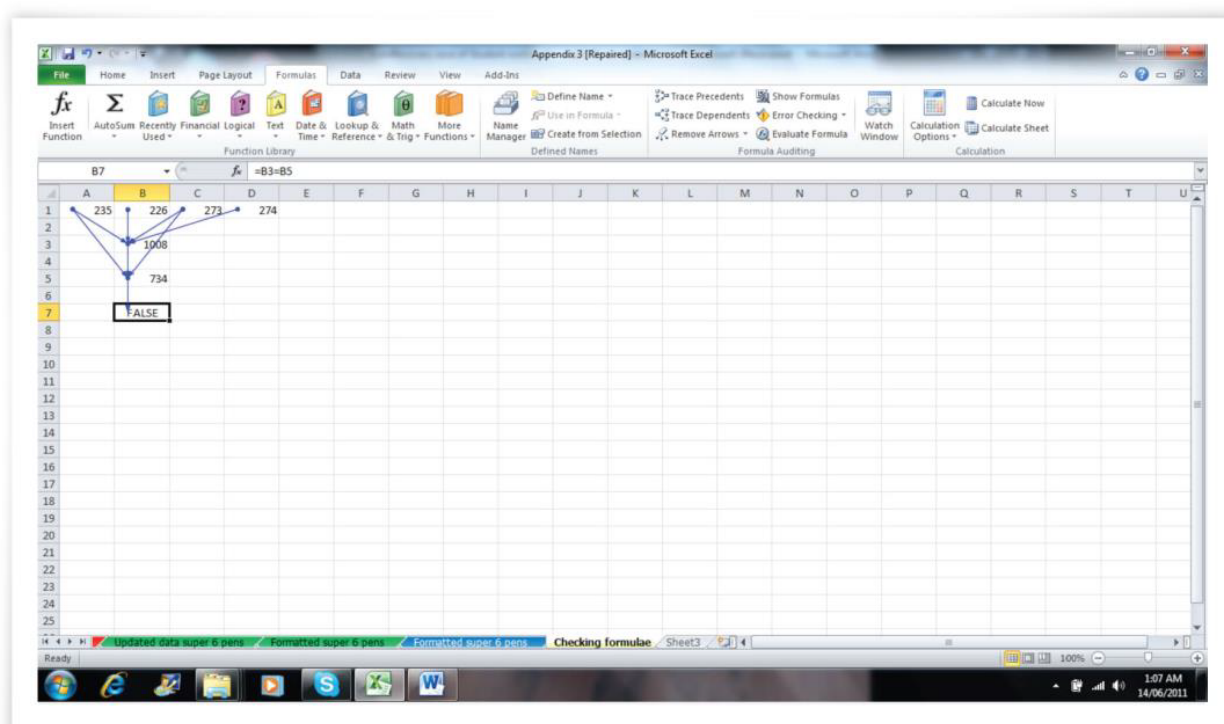 Appendix 3 [Repaired] - Microsoft Excel
File Home Insert Page Layout Formulas Data Review View Add-Ins
fx Insert Function
Σ AutoSum
Recently Used
Financial
Logical
Text
Date & Time
Lookup & Reference
Math & Trig
More Functions
Function Library
Name Manager
Define Name
Use in Formula
Create from Selection
Defined Names
Trace Precedents
Trace Dependents
Remove Arrows
Show Formulas
Error Checking
Evaluate Formula
Formula Auditing
Watch Window
Calculation Options
Calculate Now
Calculate Sheet
Calculation
B7 fx =B3=B5
A B C D E F G H I J K L M N O P Q R S T U
1 235 226 273 274
2
3 1008
4
5 734
6
7 FALSE
8
9
10
11
12
13
14
15
16
17
18
19
20
21
22
23
24
25
Updated data super 6 pens Formatted super 6 pens Formatted super 6 pens Checking formulae Sheet3
Ready 100%
1:07 AM
14/06/2011